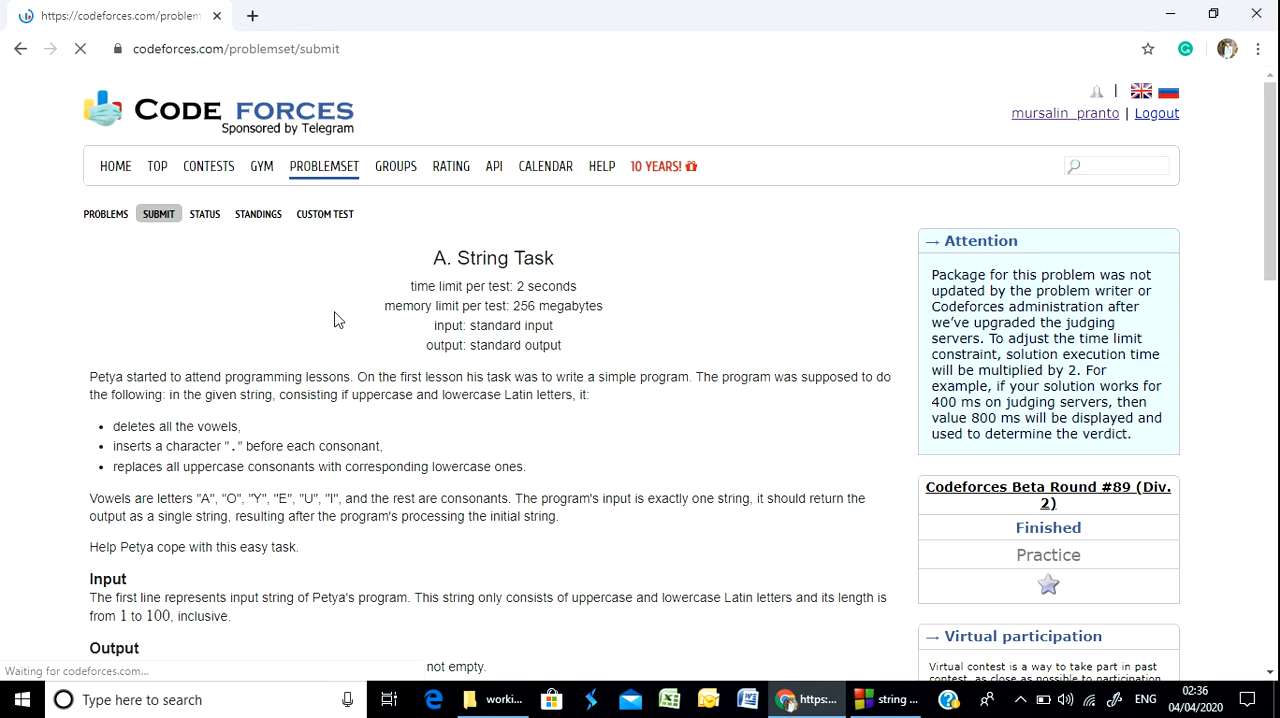 https://codeforces.com/problem
codeforces.com/problemset/submit
CODE FORCES
Sponsored by Telegram
mursalin_pranto | Logout
HOME TOP CONTESTS GYM PROBLEMSET GROUPS RATING API CALENDAR HELP 10 YEARS!
PROBLEMS SUBMIT STATUS STANDINGS CUSTOM TEST
A. String Task
time limit per test: 2 seconds
memory limit per test: 256 megabytes
input: standard input
output: standard output
Petya started to attend programming lessons. On the first lesson his task was to write a simple program. The program was supposed to do
the following: in the given string, consisting if uppercase and lowercase Latin letters, it:
• deletes all the vowels,
• inserts a character "." before each consonant,
• replaces all uppercase consonants with corresponding lowercase ones.
Vowels are letters "A", "O", "Y", "E", "U", "I", and the rest are consonants. The program's input is exactly one string, it should return the
output as a single string, resulting after the program's processing the initial string.
Help Petya cope with this easy task.
Input
The first line represents input string of Petya's program. This string only consists of uppercase and lowercase Latin letters and its length is
from 1 to 100, inclusive.
Output
not empty.
→ Attention
Package for this problem was not
updated by the problem writer or
Codeforces administration after
we've upgraded the judging
servers. To adjust the time limit
constraint, solution execution time
will be multiplied by 2. For
example, if your solution works for
400 ms on judging servers, then
value 800 ms will be displayed and
used to determine the verdict.
Codeforces Beta Round #89 (Div.
2)
Finished
Practice
→ Virtual participation
Virtual contest is a way to take part in past
contest, as close as possible to participation
Waiting for codeforces.com...
Type here to search
worki...
https:...
string ...
ENG
02:36
04/04/2020